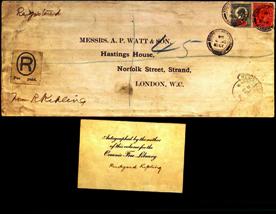 Registered
MESSRS. A. P. WATT & SON,
Hastings House,
Norfolk Street, Strand,
LONDON, W.C.
R
from R Kipling
Autographed by the author
of this volume for the
Oceanic Free Library
Rudyard Kipling